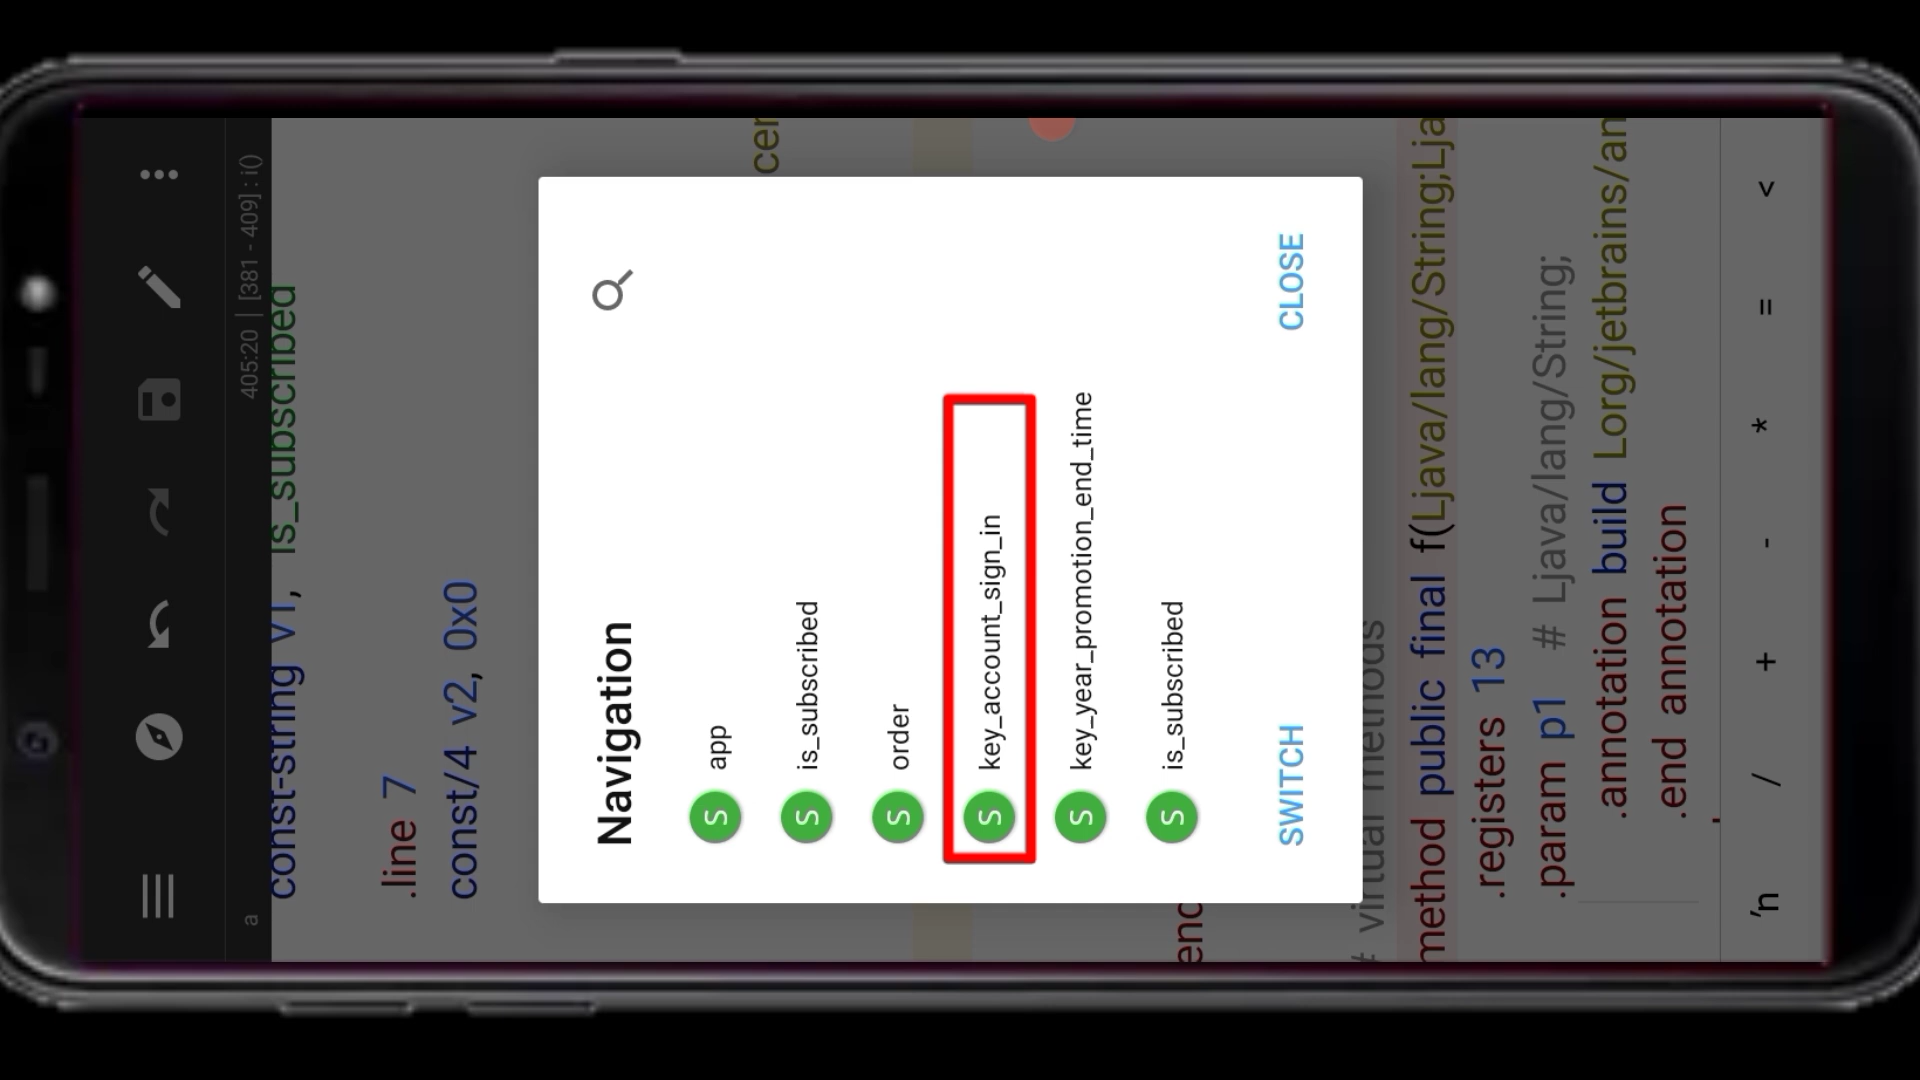 a
405:20 | [381 - 409] : i()
const-string v1, "is_subscribed
.line 7
const/4 v2, 0x0
Navigation
app
is_subscribed
order
key_account_sign_in
key_year_promotion_end_time
is_subscribed
SWITCH
CLOSE
# virtual methods
method public final f(Ljava/lang/String;Lja
.registers 13
.param p1 # Ljava/lang/String;
.annotation build Lorg/jetbrains/an
.end annotation
/ + - * = <